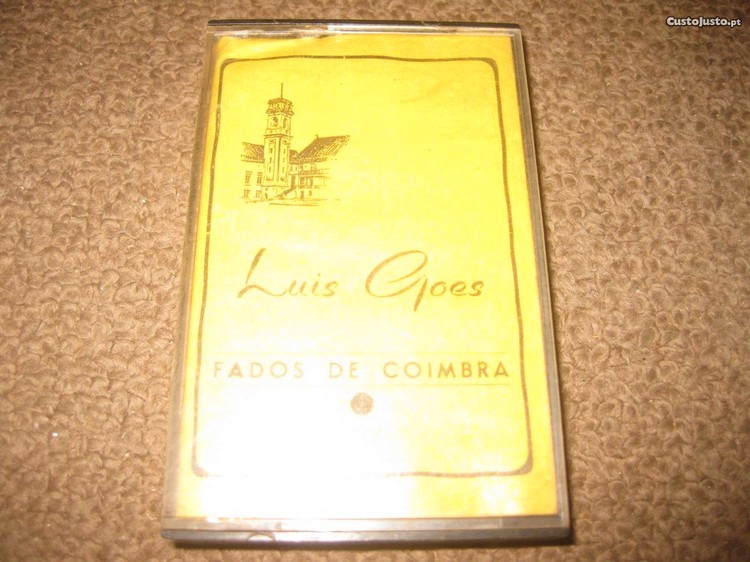 CustoJusto.pt
Luis Goes
FADOS DE COIMBRA